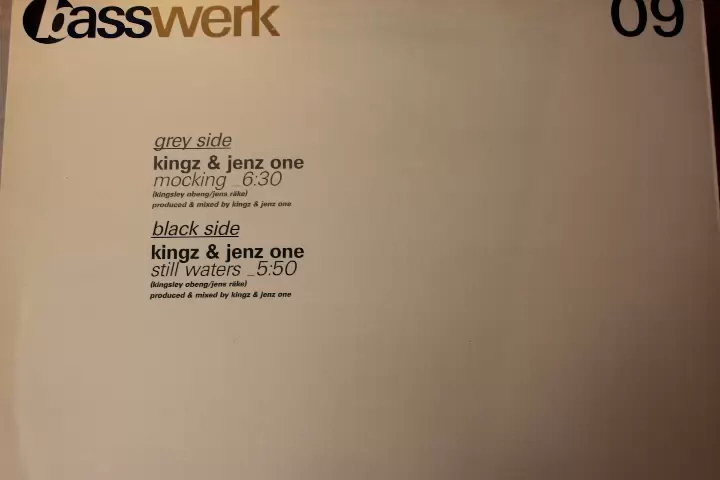 basswerk
09
grey side
kingz & jenz one
mocking _6:30
(kingsley obeng/jens räke)
produced & mixed by kingz & jenz one
black side
kingz & jenz one
still waters _5:50
(kingsley obeng/jens räke)
produced & mixed by kingz & jenz one